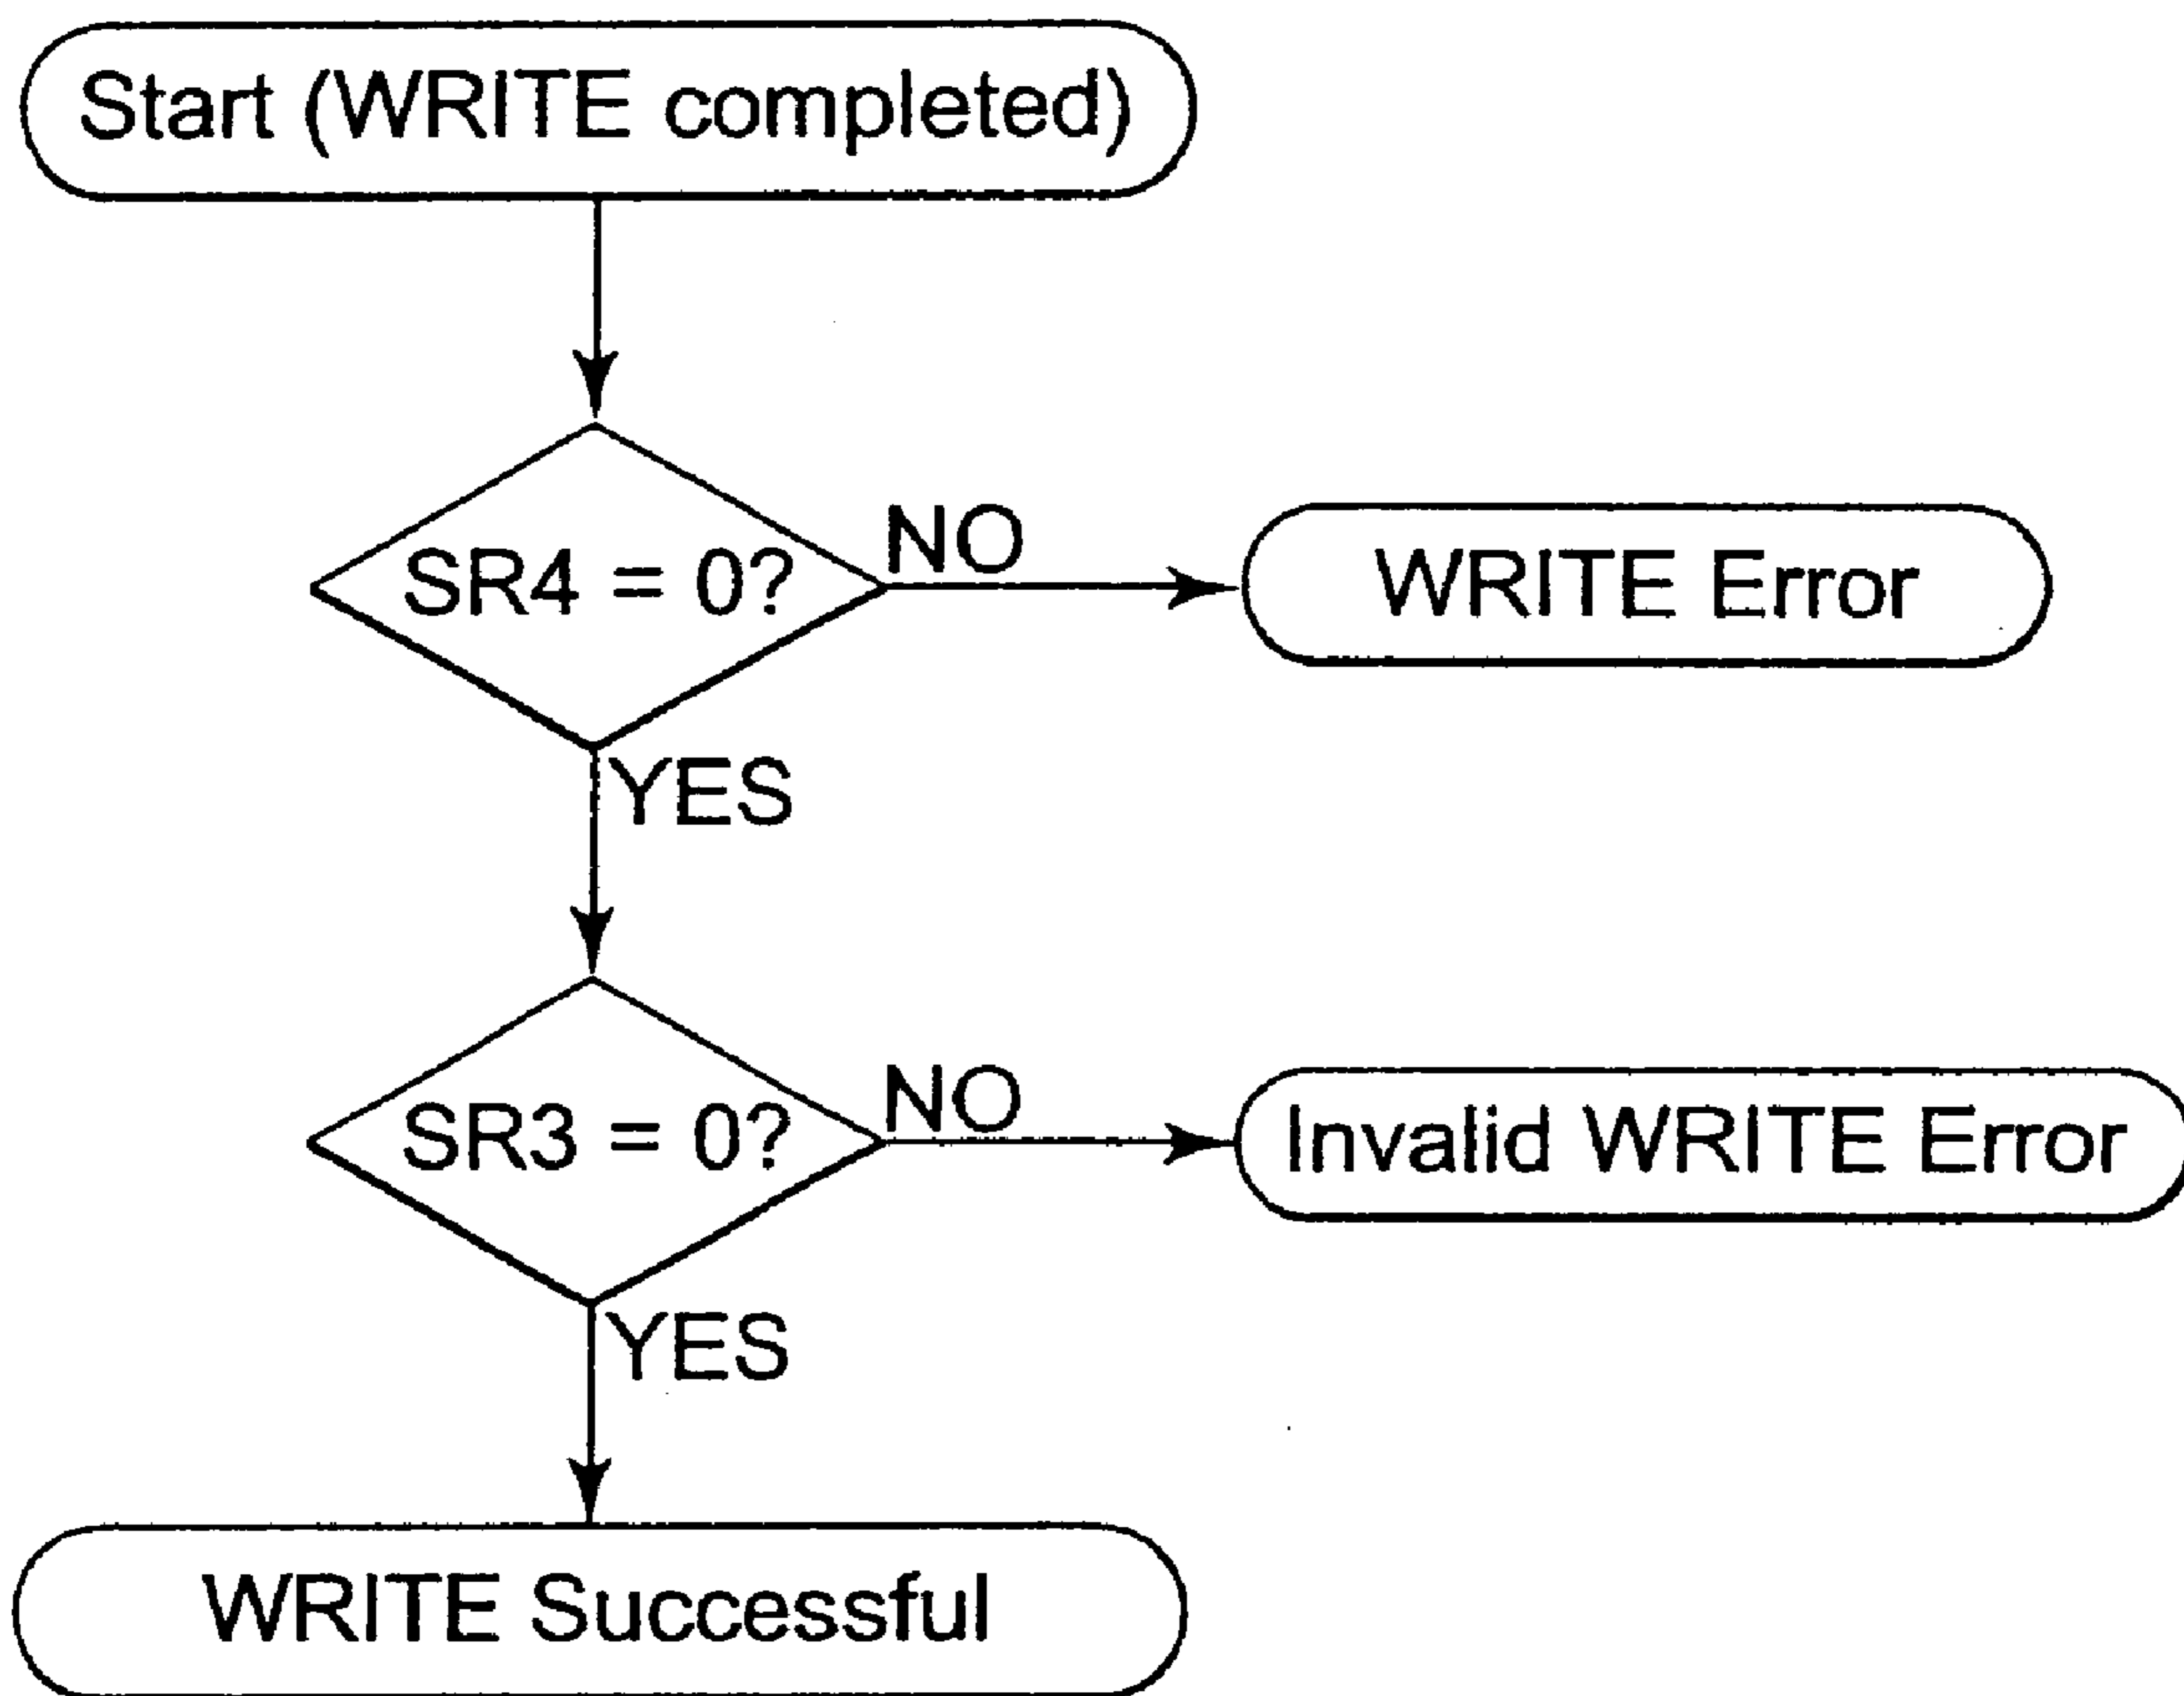 Start (WRITE completed)
SR4 = 0?
NO
WRITE Error
YES
SR3 = 0?
NO
Invalid WRITE Error
YES
WRITE Successful